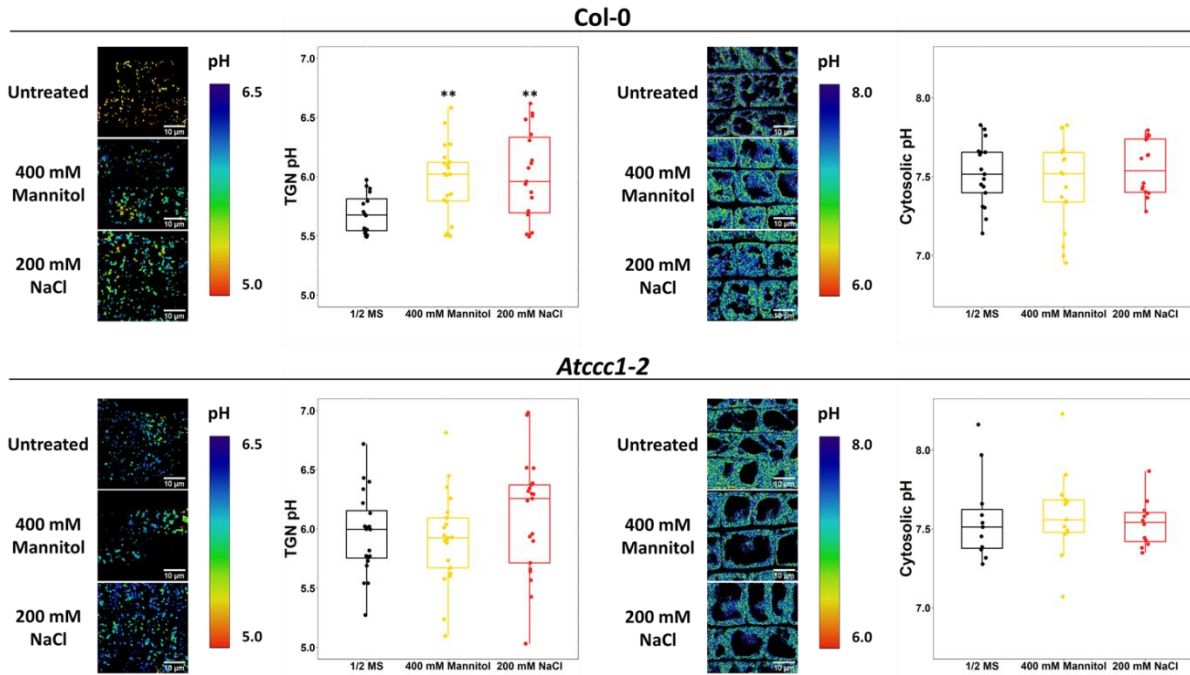 Col-0
Untreated
400 mM
Mannitol
200 mM
NaCl
10 µm
10 µm
10 µm
pH
6.5
5.0
TGN pH
7.0
6.5
6.0
5.5
5.0
**
**
1/2 MS 400 mM Mannitol 200 mM NaCl
Untreated
400 mM
Mannitol
200 mM
NaCl
10 µm
10 µm
10 µm
pH
8.0
6.0
Cytosolic pH
8.0
7.5
7.0
1/2 MS 400 mM Mannitol 200 mM NaCl
Atccc1-2
Untreated
400 mM
Mannitol
200 mM
NaCl
10 µm
10 µm
10 µm
pH
6.5
5.0
TGN pH
7.0
6.5
6.0
5.5
5.0
1/2 MS 400 mM Mannitol 200 mM NaCl
Untreated
400 mM
Mannitol
200 mM
NaCl
10 µm
10 µm
10 µm
pH
8.0
6.0
Cytosolic pH
8.0
7.5
7.0
1/2 MS 400 mM Mannitol 200 mM NaCl